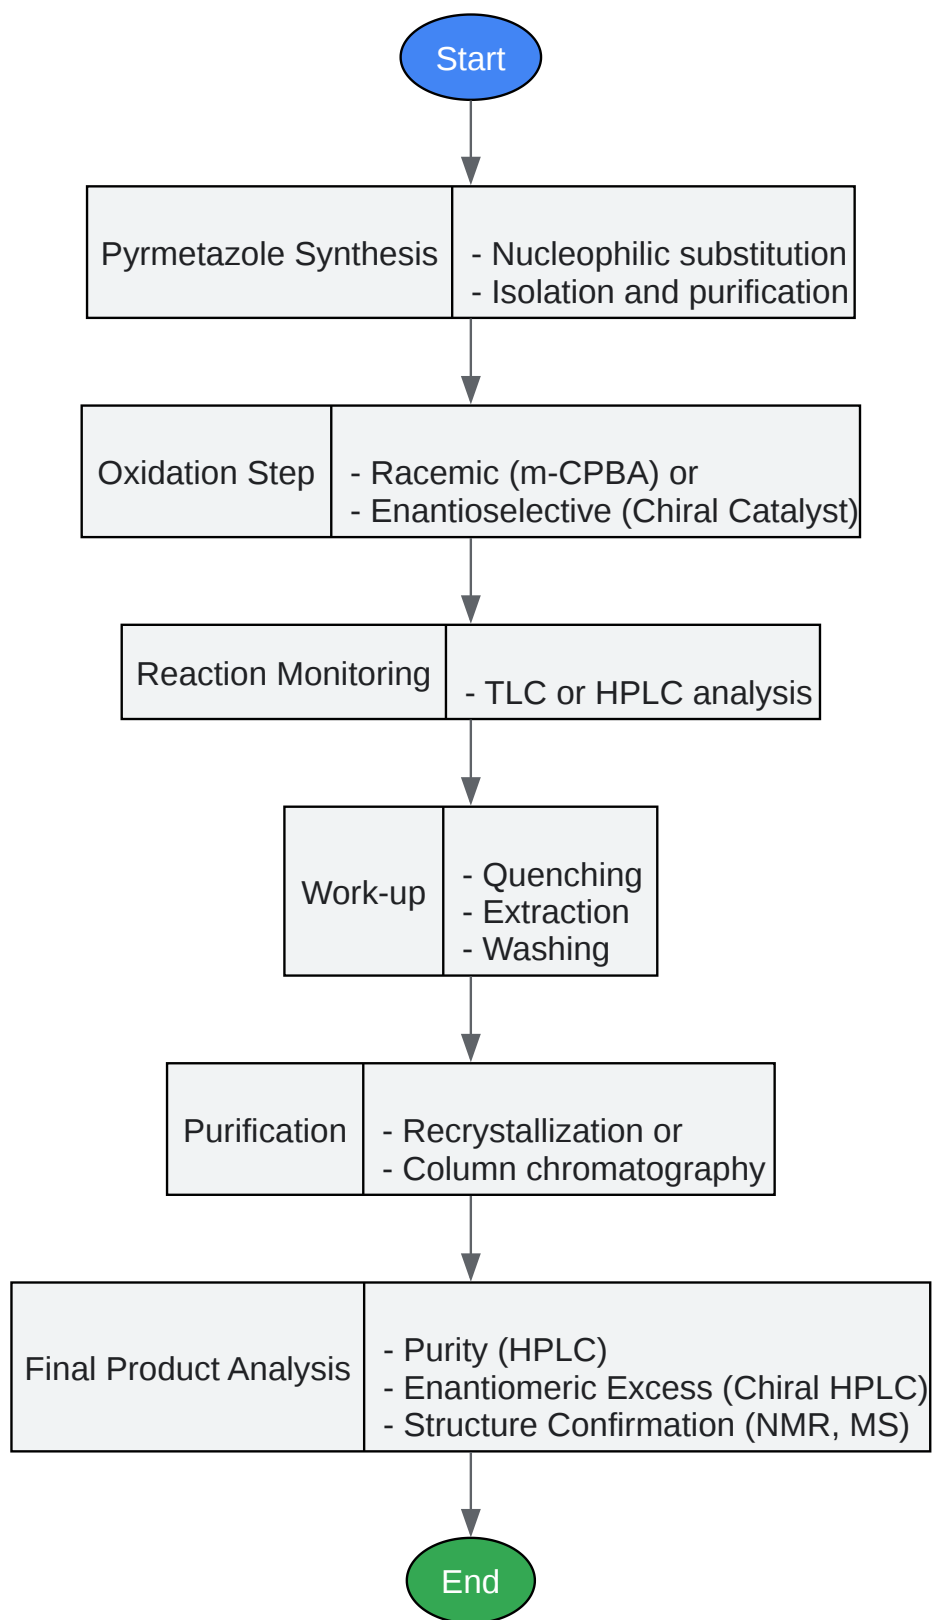 Start
Pyrmetazole Synthesis
- Nucleophilic substitution
- Isolation and purification
Oxidation Step
- Racemic (m-CPBA) or
- Enantioselective (Chiral Catalyst)
Reaction Monitoring
- TLC or HPLC analysis
Work-up
- Quenching
- Extraction
- Washing
Purification
- Recrystallization or
- Column chromatography
Final Product Analysis
- Purity (HPLC)
- Enantiomeric Excess (Chiral HPLC)
- Structure Confirmation (NMR, MS)
End